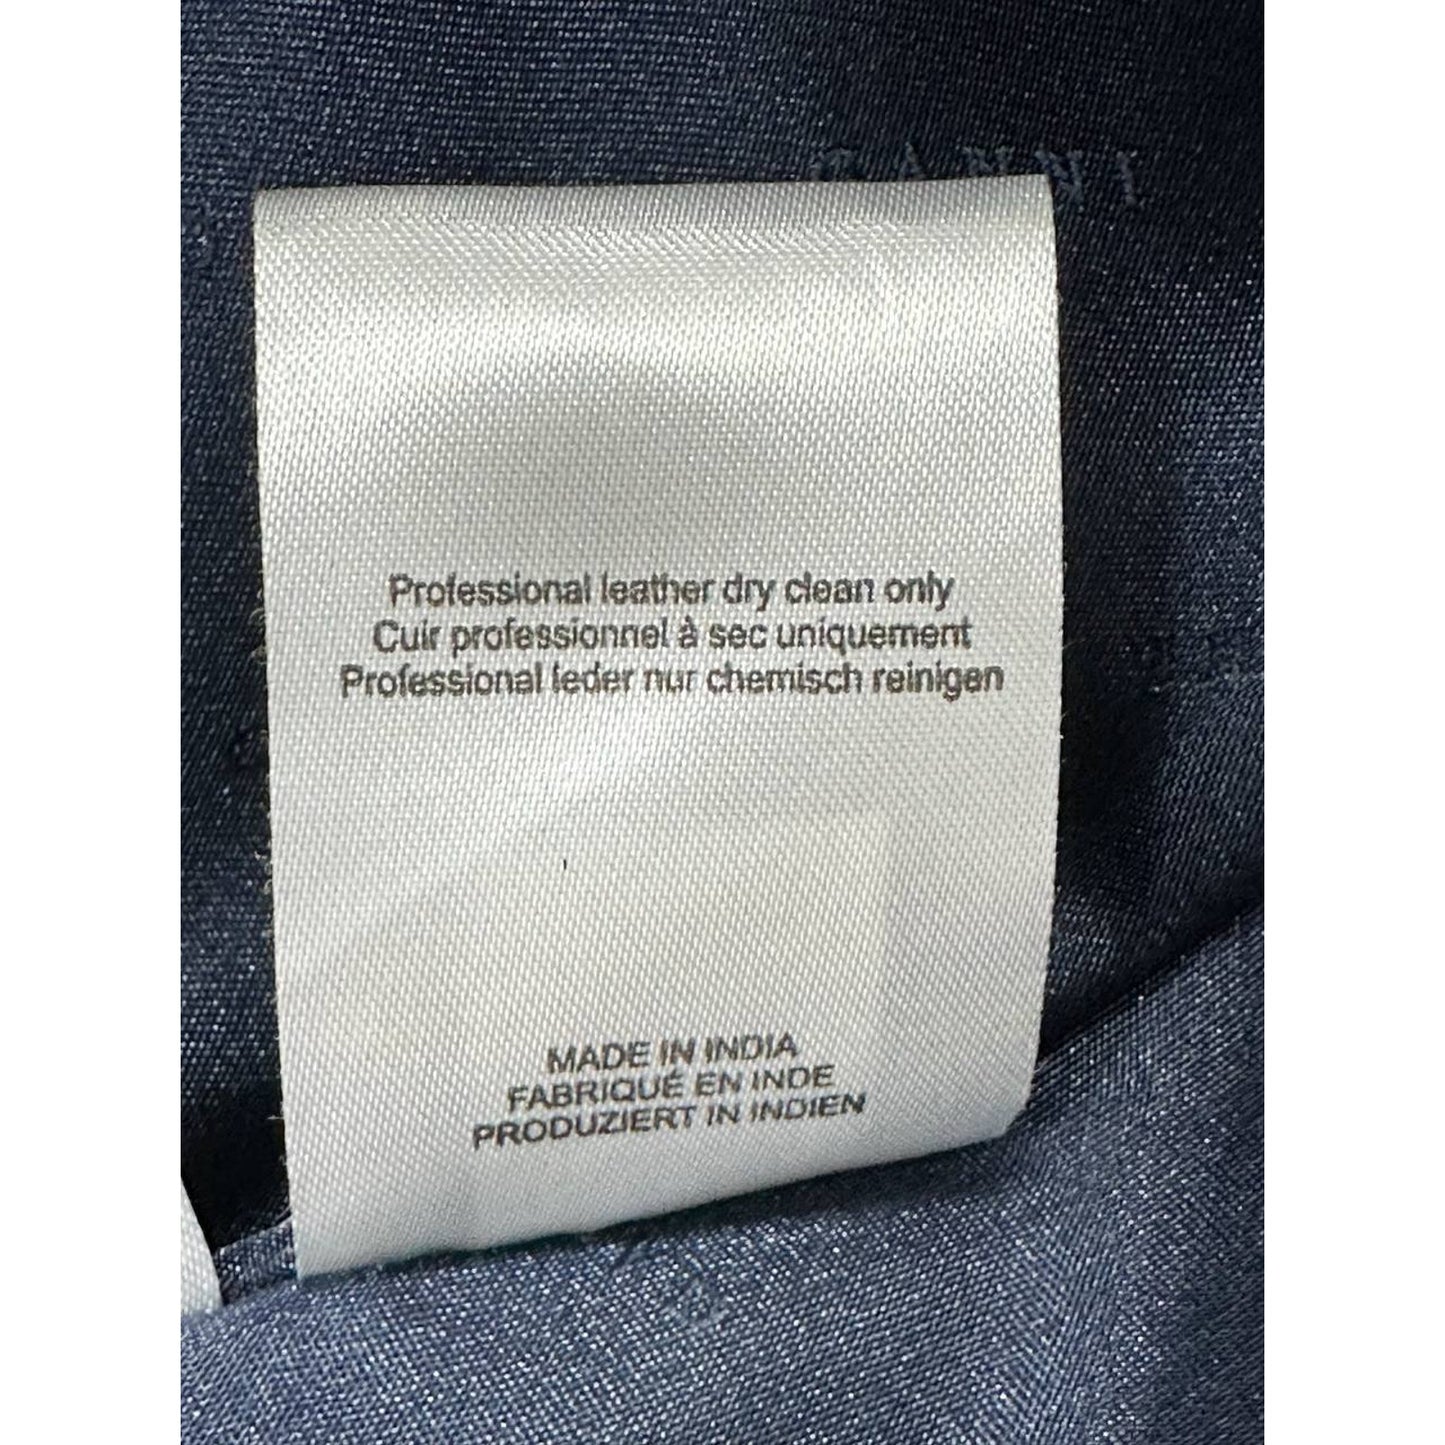 GANNI
Professional leather dry clean only
Cuir professionnel à sec uniquement
Professional leder nur chemisch reinigen
MADE IN INDIA
FABRIQUÉ EN INDE
PRODUZIERT IN INDIEN